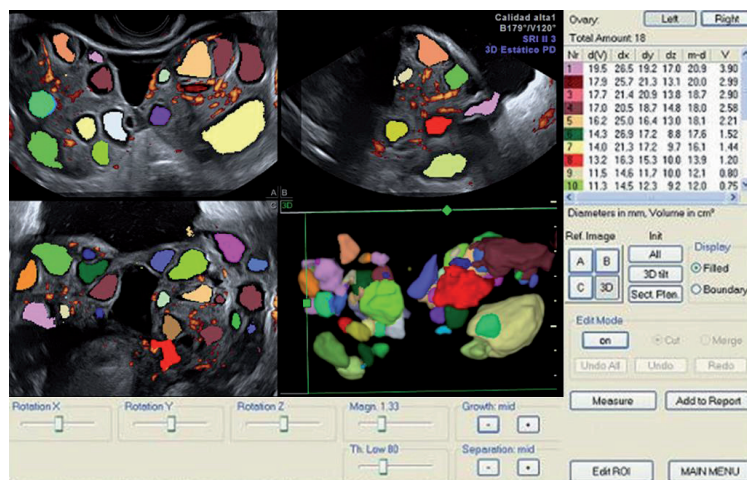 Calidad alta1
B179°/V120°
SRI II 3
3D Estático PD
A
B
C
3D
Ovary: Left Right
Total Amount: 18
Nr d(V) dx dy dz m-d V
1 19.5 26.5 19.2 17.0 20.9 3.90
2 17.9 25.7 21.3 13.1 20.0 2.99
3 17.7 21.4 20.9 13.8 18.7 2.90
4 17.0 20.5 18.7 14.8 18.0 2.58
5 16.2 25.0 16.4 13.0 18.1 2.21
6 14.3 26.9 17.2 8.8 17.6 1.52
7 14.0 21.3 17.2 9.7 16.1 1.44
8 13.2 16.3 15.3 10.0 13.9 1.20
9 11.5 14.6 11.7 10.0 12.1 0.80
10 11.3 14.5 12.3 9.2 12.0 0.75
Diameters in mm, Volume in cm³
Ref. Image Init Display
A B All
C 3D 3D tilt
Sect. Plan.
Filled
Boundary
Edit Mode
on Cut Merge
Undo All Undo Redo
Measure Add to Report
Edit ROI MAIN MENU
Rotation X Rotation Y Rotation Z Magn. 1.33 Growth: mid
- +
Th. Low 80 Separation: mid
- +